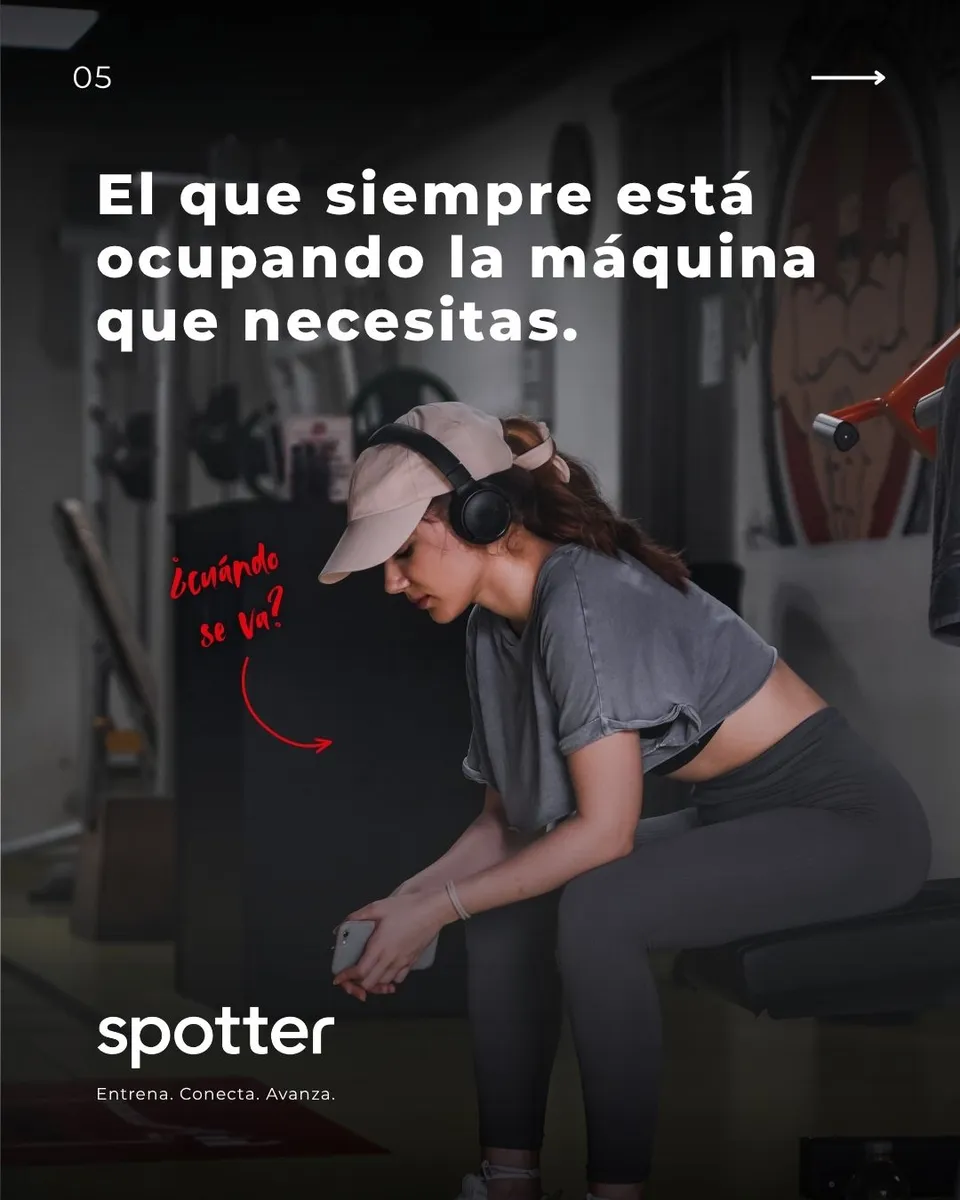 05
El que siempre está
ocupando la máquina
que necesitas.
¿cuándo
se va?
spotter
Entrena. Conecta. Avanza.